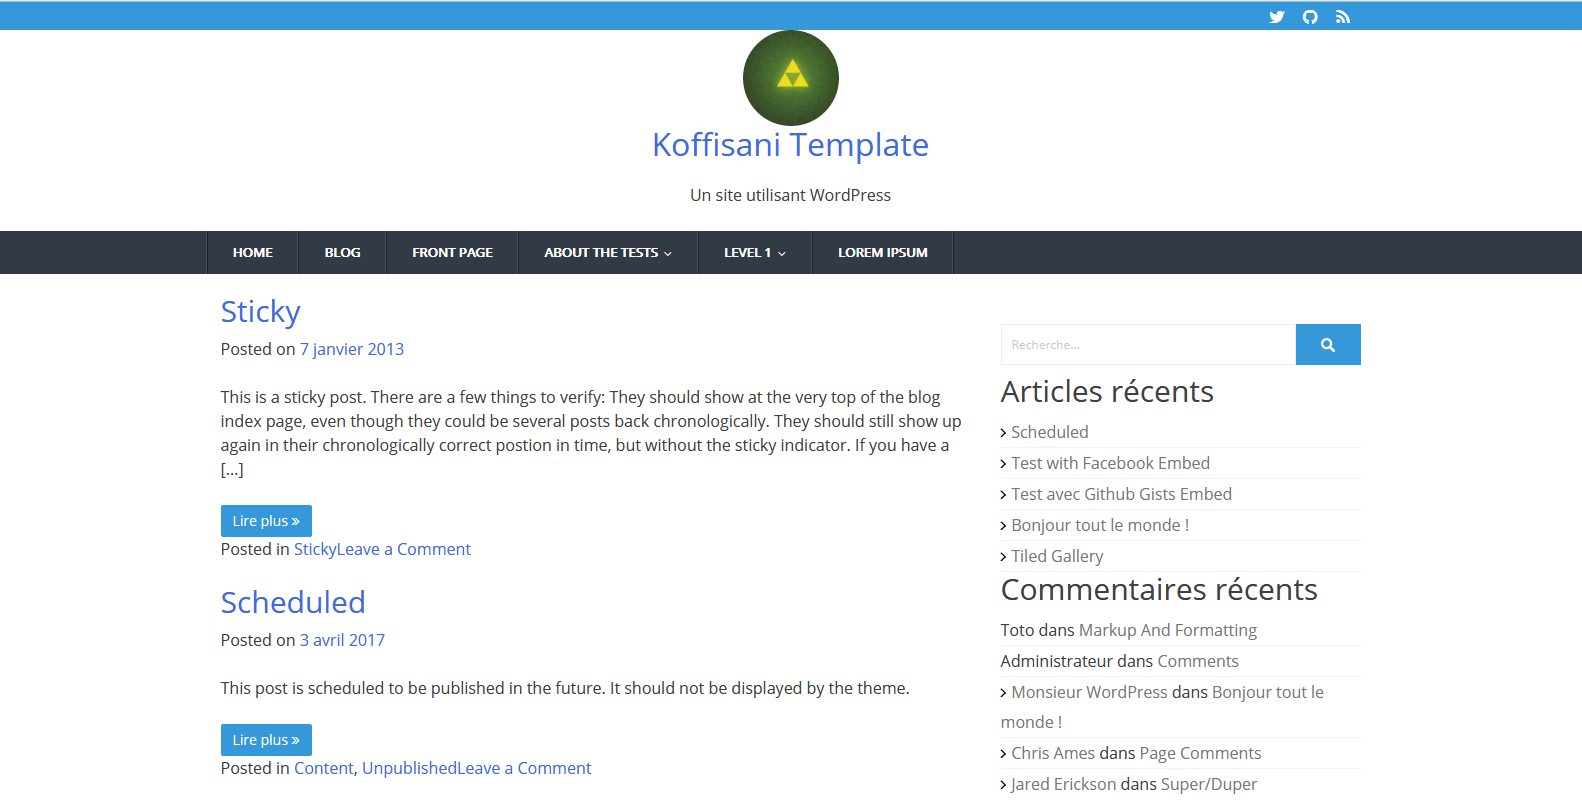 Koffisani Template
Un site utilisant WordPress
HOME
BLOG
FRONT PAGE
ABOUT THE TESTS
LEVEL 1
LOREM IPSUM
Sticky
Posted on 7 janvier 2013
This is a sticky post. There are a few things to verify: They should show at the very top of the blog
index page, even though they could be several posts back chronologically. They should still show up
again in their chronologically correct postion in time, but without the sticky indicator. If you have a
[…]
Lire plus »
Posted in StickyLeave a Comment
Scheduled
Posted on 3 avril 2017
This post is scheduled to be published in the future. It should not be displayed by the theme.
Lire plus »
Posted in Content, UnpublishedLeave a Comment
Recherche…
Articles récents
Scheduled
Test with Facebook Embed
Test avec Github Gists Embed
Bonjour tout le monde !
Tiled Gallery
Commentaires récents
Toto dans Markup And Formatting
Administrateur dans Comments
Monsieur WordPress dans Bonjour tout le
monde !
Chris Ames dans Page Comments
Jared Erickson dans Super/Duper